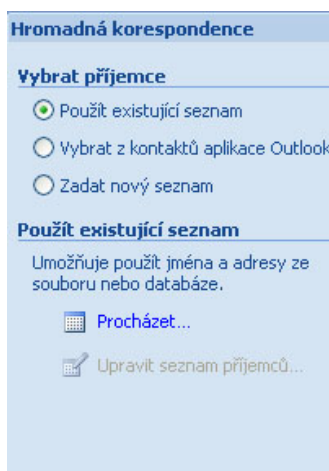 Hromadná korespondence
Vybrat příjemce
Použít existující seznam
Vybrat z kontaktů aplikace Outlook
Zadat nový seznam
Použít existující seznam
Umožňuje použít jména a adresy ze
souboru nebo databáze.
Procházet...
Upravit seznam příjemců...